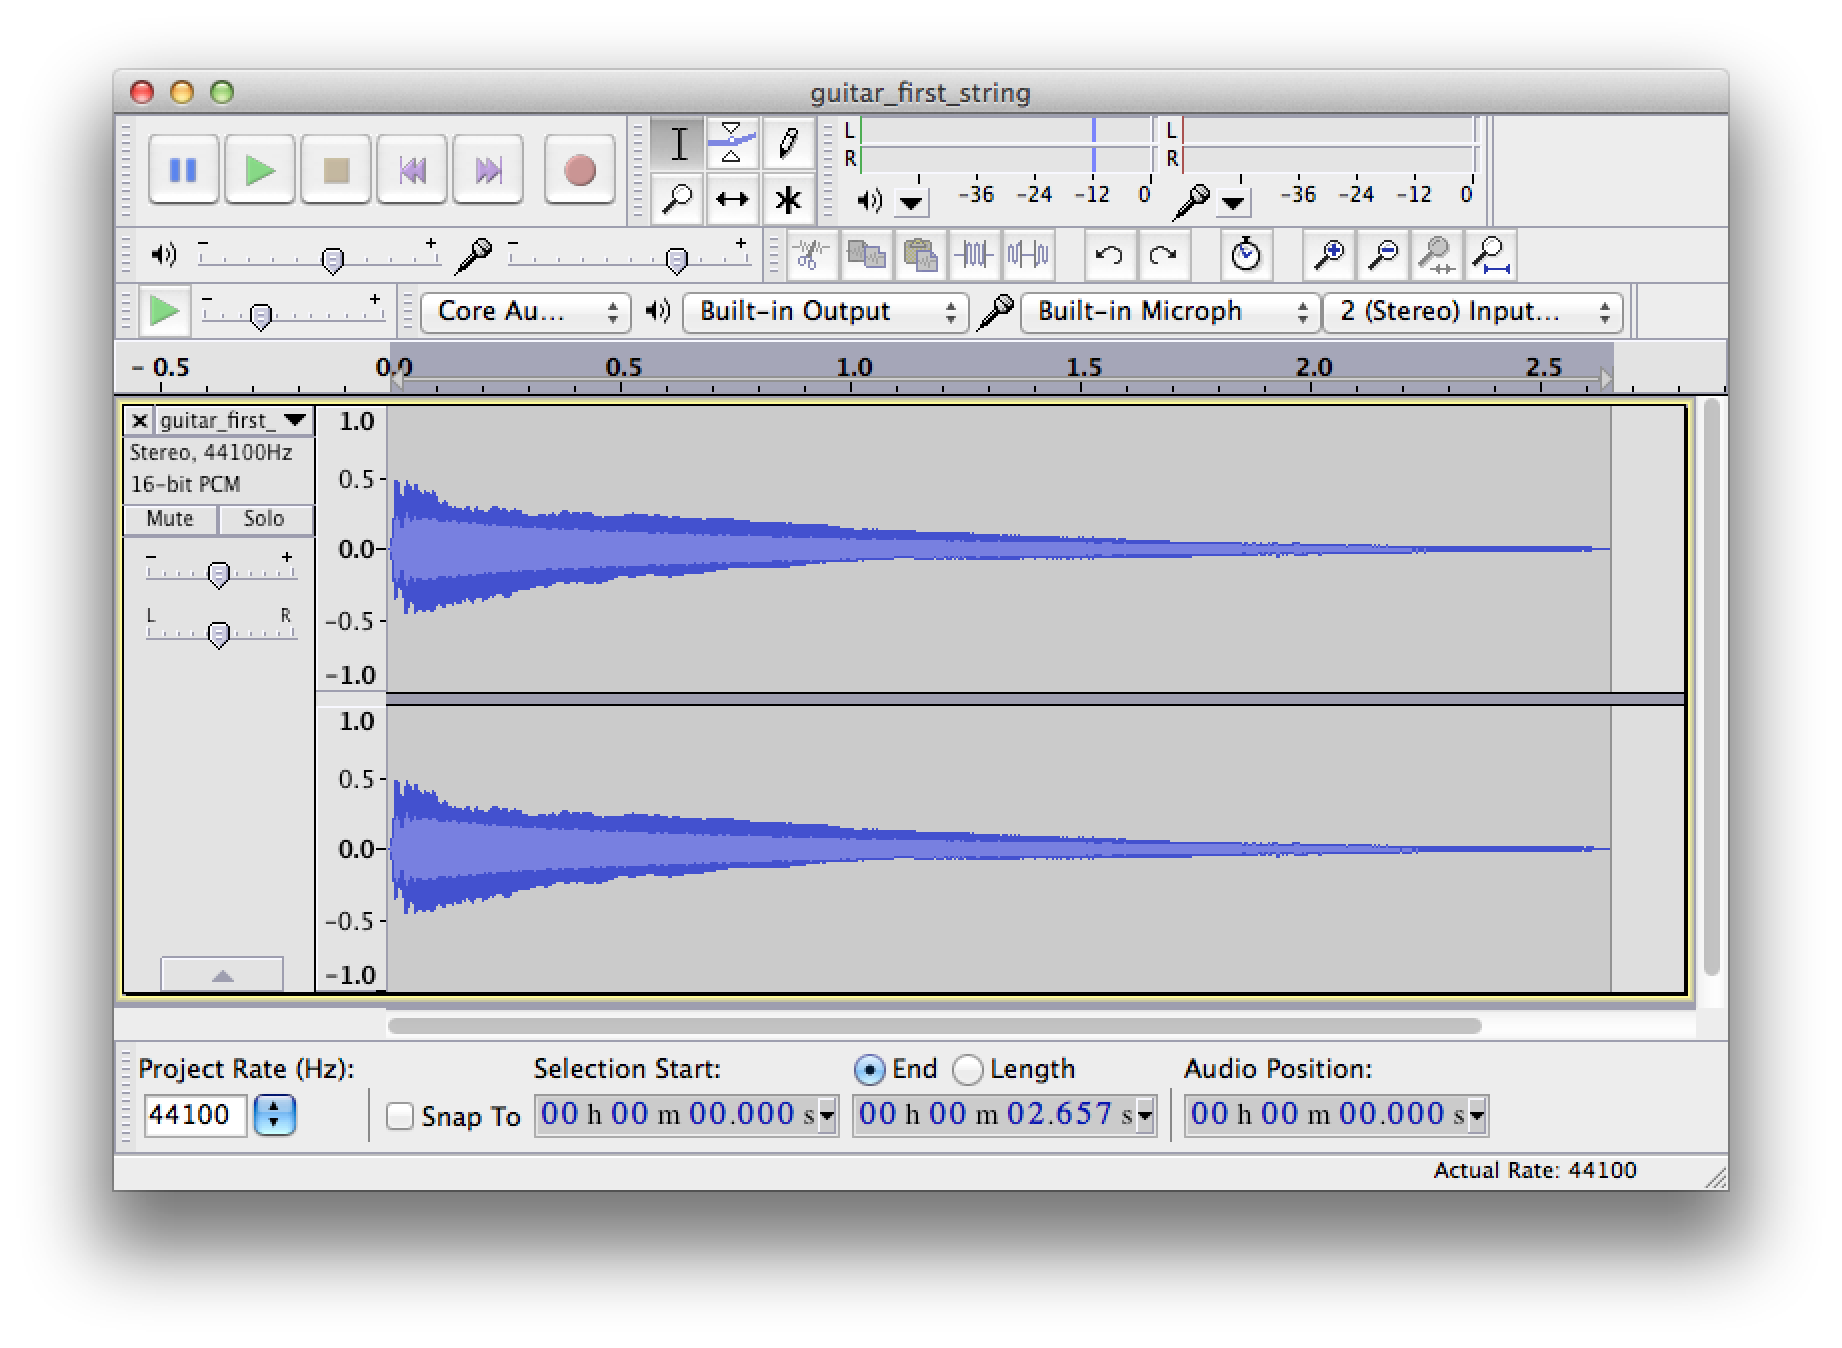 guitar_first_string
L
R
-36 -24 -12 0
L
R
-36 -24 -12 0
- +
- +
- +
Core Au...
Built-in Output
Built-in Microph
2 (Stereo) Input...
- 0.5 0.0 0.5 1.0 1.5 2.0 2.5
guitar_first_
Stereo, 44100Hz
16-bit PCM
Mute Solo
- +
L R
1.0
0.5-
0.0-
-0.5-
-1.0
1.0
0.5-
0.0-
-0.5-
-1.0
Project Rate (Hz):
44100
Snap To
Selection Start:
00 h 00 m 00.000 s
End Length
00 h 00 m 02.657 s
Audio Position:
00 h 00 m 00.000 s
Actual Rate: 44100